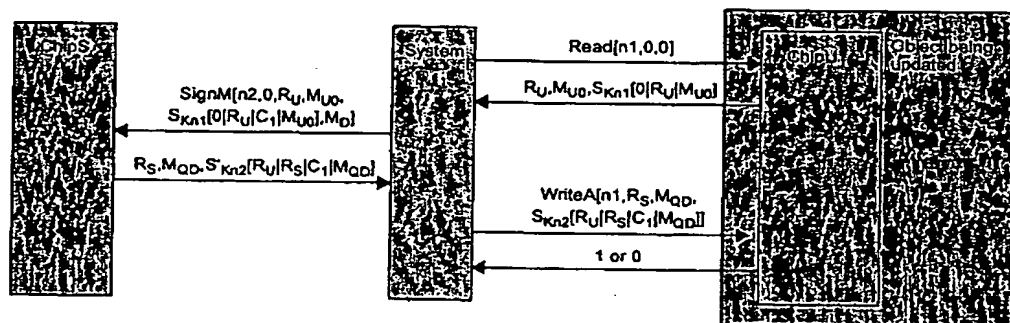 ChipS
System
ChipU
Object being
updated
Read[n1,0,0]
R_U,M_U0,S_Kn1[0|R_U|M_U0]
SignM[n2,0,R_U,M_U0,
S_Kn1[0|R_U|C_1|M_U0],M_D]
R_S,M_QD,S'_Kn2[R_U|R_S|C_1|M_QD]
WriteA[n1,R_S,M_QD,
S_Kn2[R_U|R_S|C_1|M_QD]]
1 or 0